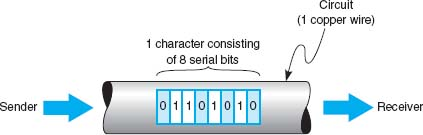 Circuit
(1 copper wire)
1 character consisting
of 8 serial bits
Sender
0 1 1 0 1 0 1 0
Receiver